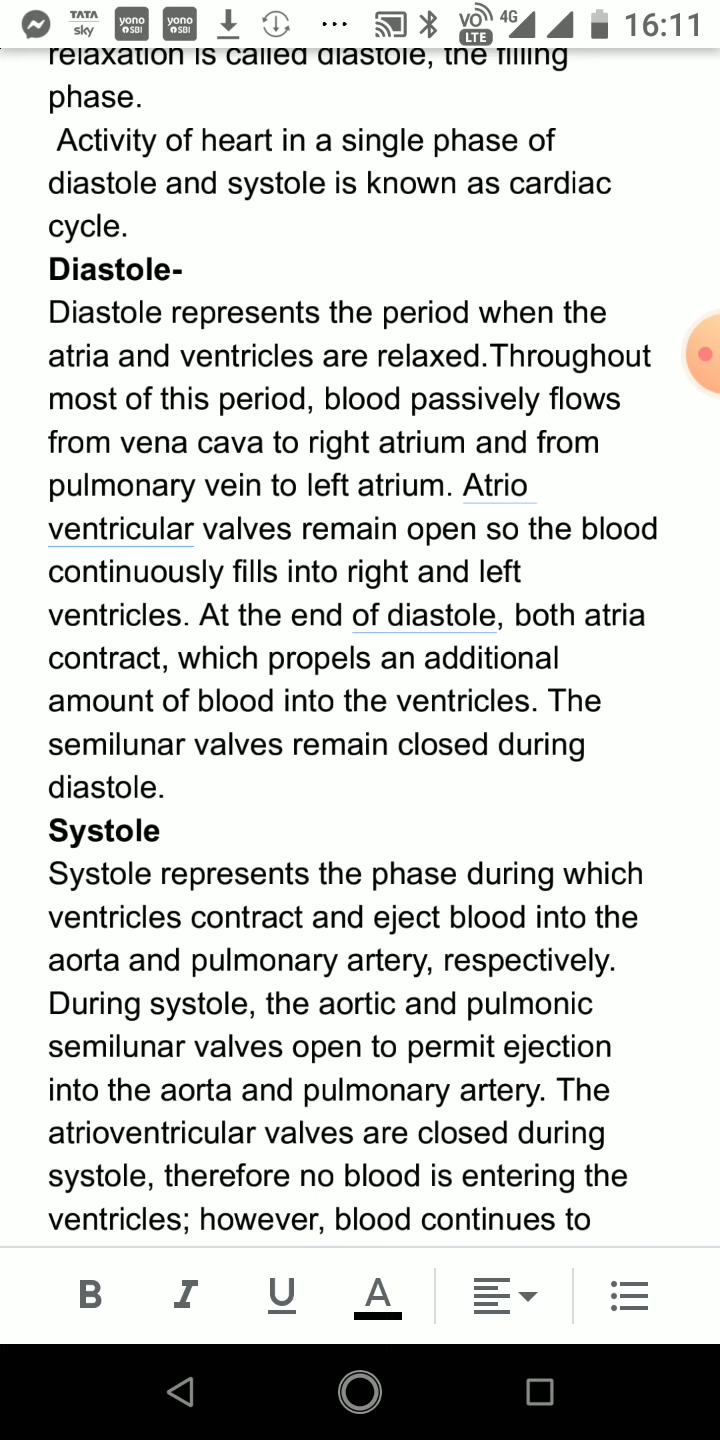 TATA sky yono SBI yono SBI ... VO LTE 4G 16:11
relaxation is called diastole, the filling
phase.
Activity of heart in a single phase of
diastole and systole is known as cardiac
cycle.
Diastole-
Diastole represents the period when the
atria and ventricles are relaxed.Throughout
most of this period, blood passively flows
from vena cava to right atrium and from
pulmonary vein to left atrium. Atrio
ventricular valves remain open so the blood
continuously fills into right and left
ventricles. At the end of diastole, both atria
contract, which propels an additional
amount of blood into the ventricles. The
semilunar valves remain closed during
diastole.
Systole
Systole represents the phase during which
ventricles contract and eject blood into the
aorta and pulmonary artery, respectively.
During systole, the aortic and pulmonic
semilunar valves open to permit ejection
into the aorta and pulmonary artery. The
atrioventricular valves are closed during
systole, therefore no blood is entering the
ventricles; however, blood continues to
B I U A